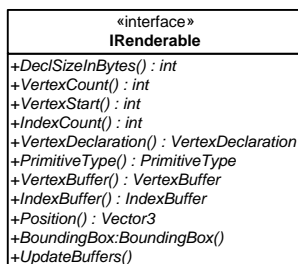 «interface»
IRenderable
+DeclSizeInBytes() : int
+VertexCount() : int
+VertexStart() : int
+IndexCount() : int
+VertexDeclaration() : VertexDeclaration
+PrimitiveType() : PrimitiveType
+VertexBuffer() : VertexBuffer
+IndexBuffer() : IndexBuffer
+Position() : Vector3
+BoundingBox:BoundingBox()
+UpdateBuffers()